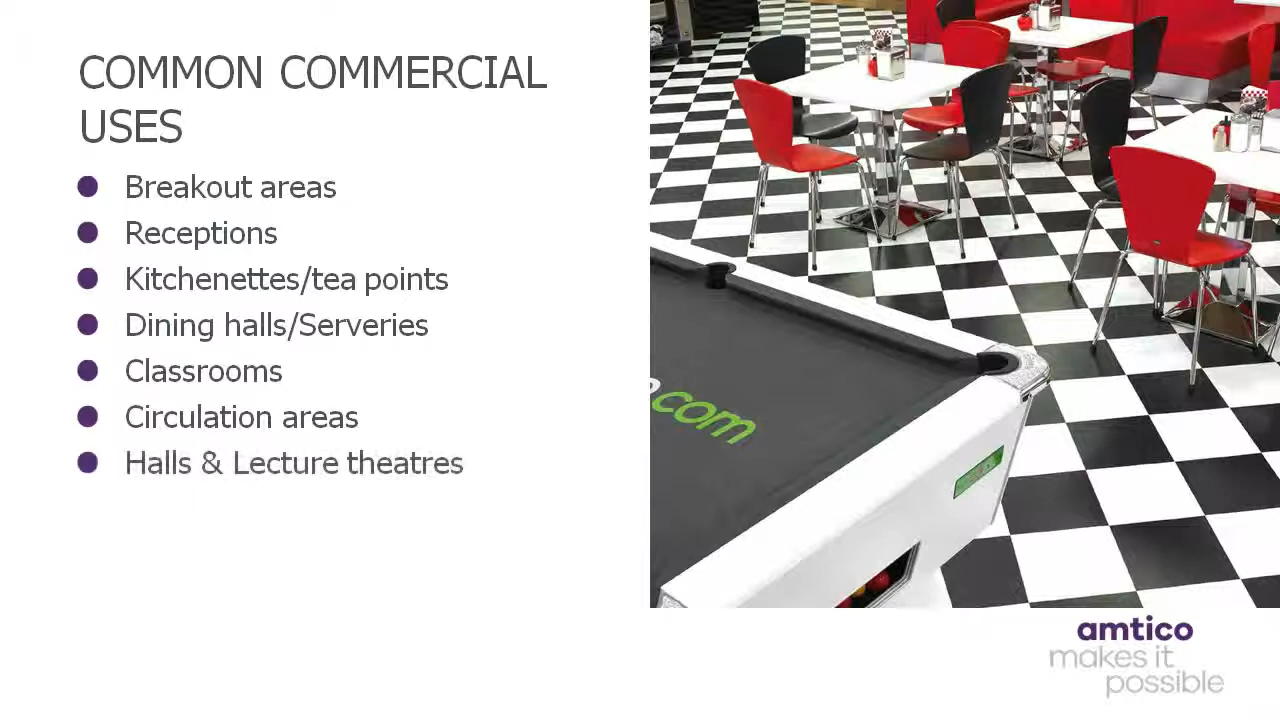 COMMON COMMERCIAL
USES
Breakout areas
Receptions
Kitchenettes/tea points
Dining halls/Serveries
Classrooms
Circulation areas
Halls & Lecture theatres
com
amtico
makes it
possible